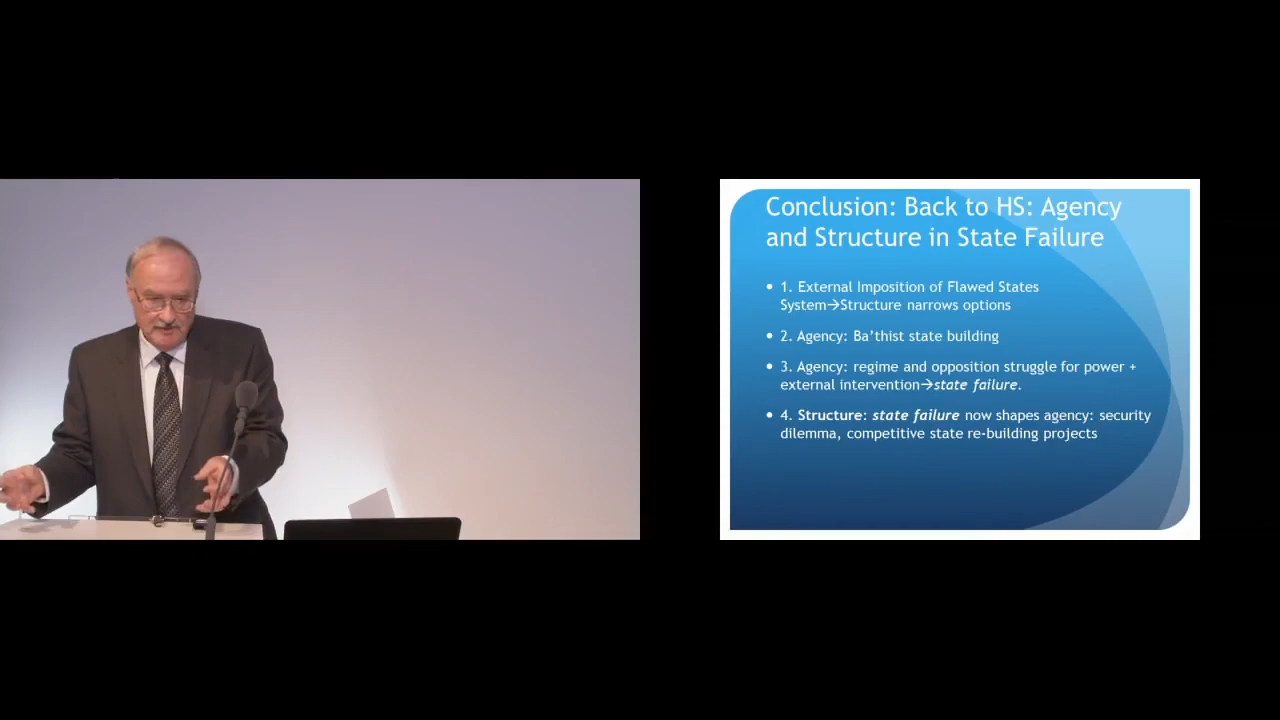 Conclusion: Back to HS: Agency
and Structure in State Failure
• 1. External Imposition of Flawed States
System→Structure narrows options
• 2. Agency: Ba’thist state building
• 3. Agency: regime and opposition struggle for power +
external intervention→state failure.
• 4. Structure: state failure now shapes agency: security
dilemma, competitive state re-building projects